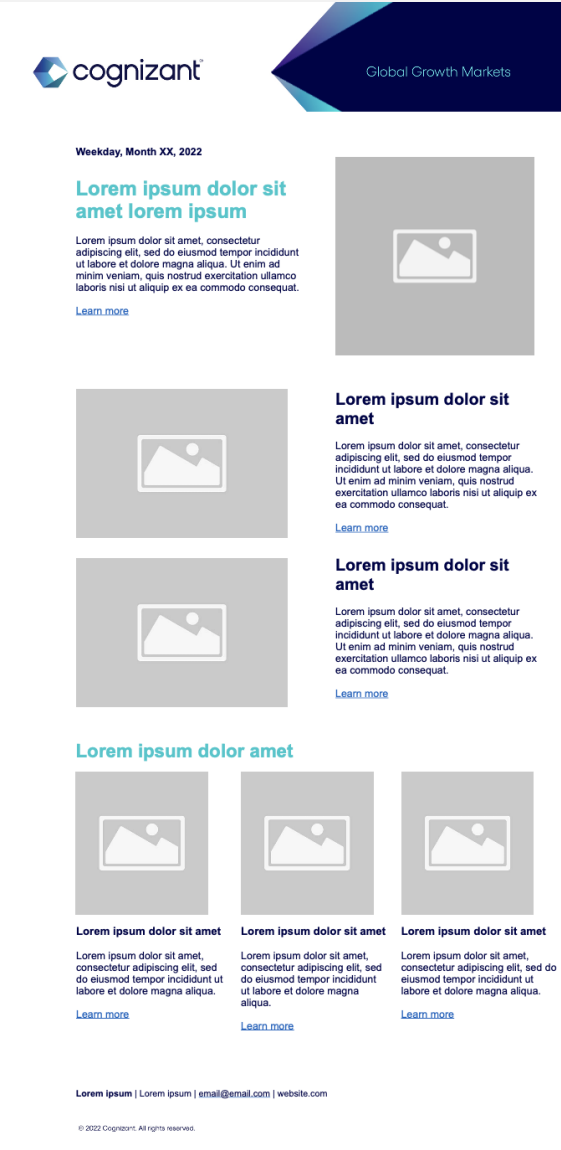 cognizant™
Global Growth Markets
Weekday, Month XX, 2022
Lorem ipsum dolor sit
amet lorem ipsum
Lorem ipsum dolor sit amet, consectetur
adipiscing elit, sed do eiusmod tempor incididunt
ut labore et dolore magna aliqua. Ut enim ad
minim veniam, quis nostrud exercitation ullamco
laboris nisi ut aliquip ex ea commodo consequat.
Learn more
Lorem ipsum dolor sit
amet
Lorem ipsum dolor sit amet, consectetur
adipiscing elit, sed do eiusmod tempor
incididunt ut labore et dolore magna aliqua.
Ut enim ad minim veniam, quis nostrud
exercitation ullamco laboris nisi ut aliquip ex
ea commodo consequat.
Learn more
Lorem ipsum dolor sit
amet
Lorem ipsum dolor sit amet, consectetur
adipiscing elit, sed do eiusmod tempor
incididunt ut labore et dolore magna aliqua.
Ut enim ad minim veniam, quis nostrud
exercitation ullamco laboris nisi ut aliquip ex
ea commodo consequat.
Learn more
Lorem ipsum dolor amet
Lorem ipsum dolor sit amet
Lorem ipsum dolor sit amet,
consectetur adipiscing elit, sed
do eiusmod tempor incididunt ut
labore et dolore magna aliqua.
Learn more
Lorem ipsum dolor sit amet
Lorem ipsum dolor sit amet,
consectetur adipiscing elit, sed
do eiusmod tempor incididunt
ut labore et dolore magna
aliqua.
Learn more
Lorem ipsum dolor sit amet
Lorem ipsum dolor sit amet,
consectetur adipiscing elit, sed do
eiusmod tempor incididunt ut
labore et dolore magna aliqua.
Learn more
Lorem ipsum | Lorem ipsum | email@email.com | website.com
© 2022 Cognizant. All rights reserved.